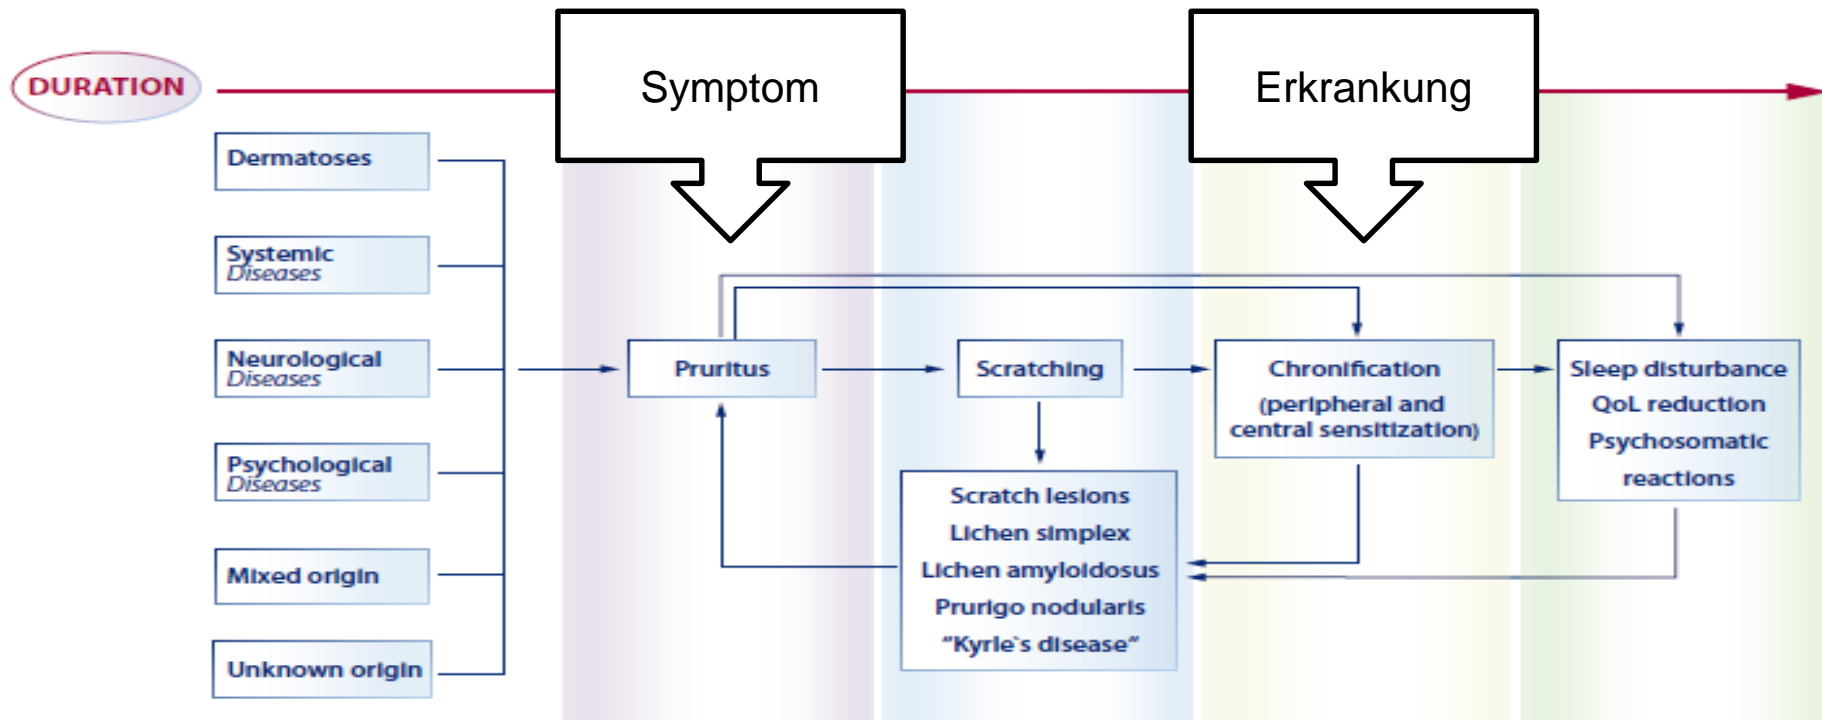 DURATION
Symptom
Erkrankung
Dermatoses
Systemic
Diseases
Neurological
Diseases
Psychological
Diseases
Mixed origin
Unknown origin
Pruritus
Scratching
Scratch lesions
Lichen simplex
Lichen amyloidosus
Prurigo nodularis
“Kyrle`s disease”
Chronification
(peripheral and
central sensitization)
Sleep disturbance
QoL reduction
Psychosomatic
reactions